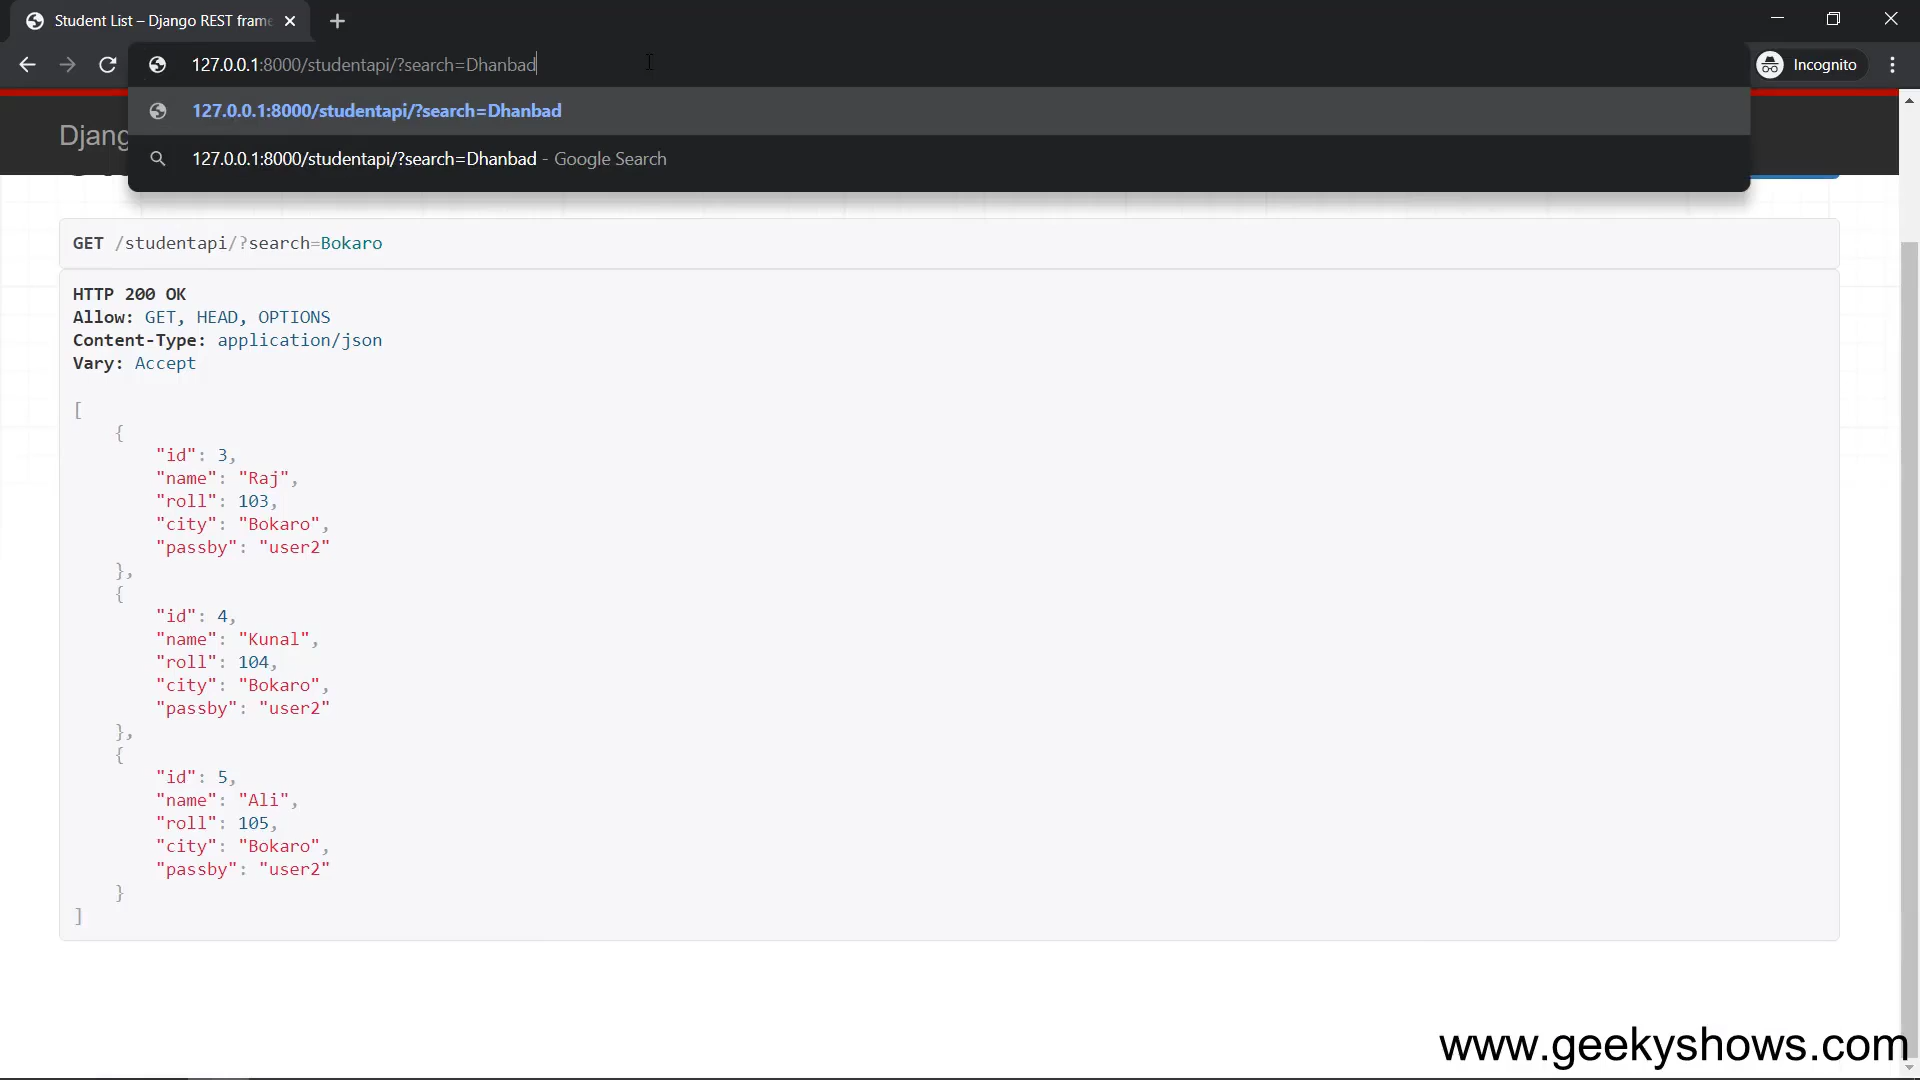 Student List – Django REST frame
127.0.0.1:8000/studentapi/?search=Dhanbad
Incognito
127.0.0.1:8000/studentapi/?search=Dhanbad
127.0.0.1:8000/studentapi/?search=Dhanbad - Google Search
Djang
GET /studentapi/?search=Bokaro
HTTP 200 OK
Allow: GET, HEAD, OPTIONS
Content-Type: application/json
Vary: Accept
[
{
"id": 3,
"name": "Raj",
"roll": 103,
"city": "Bokaro",
"passby": "user2"
},
{
"id": 4,
"name": "Kunal",
"roll": 104,
"city": "Bokaro",
"passby": "user2"
},
{
"id": 5,
"name": "Ali",
"roll": 105,
"city": "Bokaro",
"passby": "user2"
}
]
www.geekyshows.com